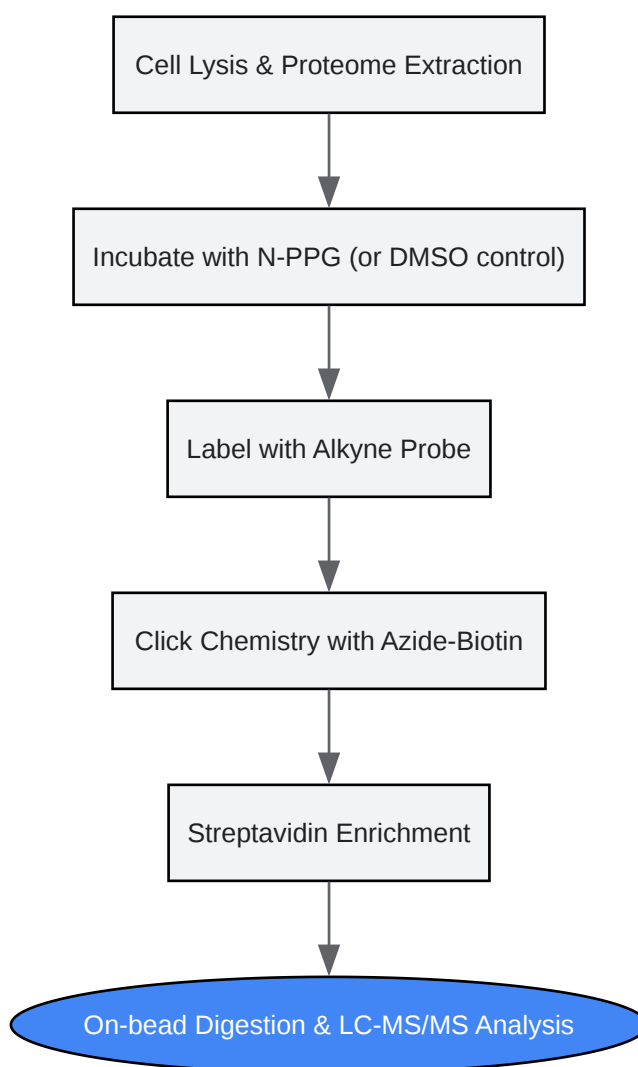 Cell Lysis & Proteome Extraction
Incubate with N-PPG (or DMSO control)
Label with Alkyne Probe
Click Chemistry with Azide-Biotin
Streptavidin Enrichment
On-bead Digestion & LC-MS/MS Analysis